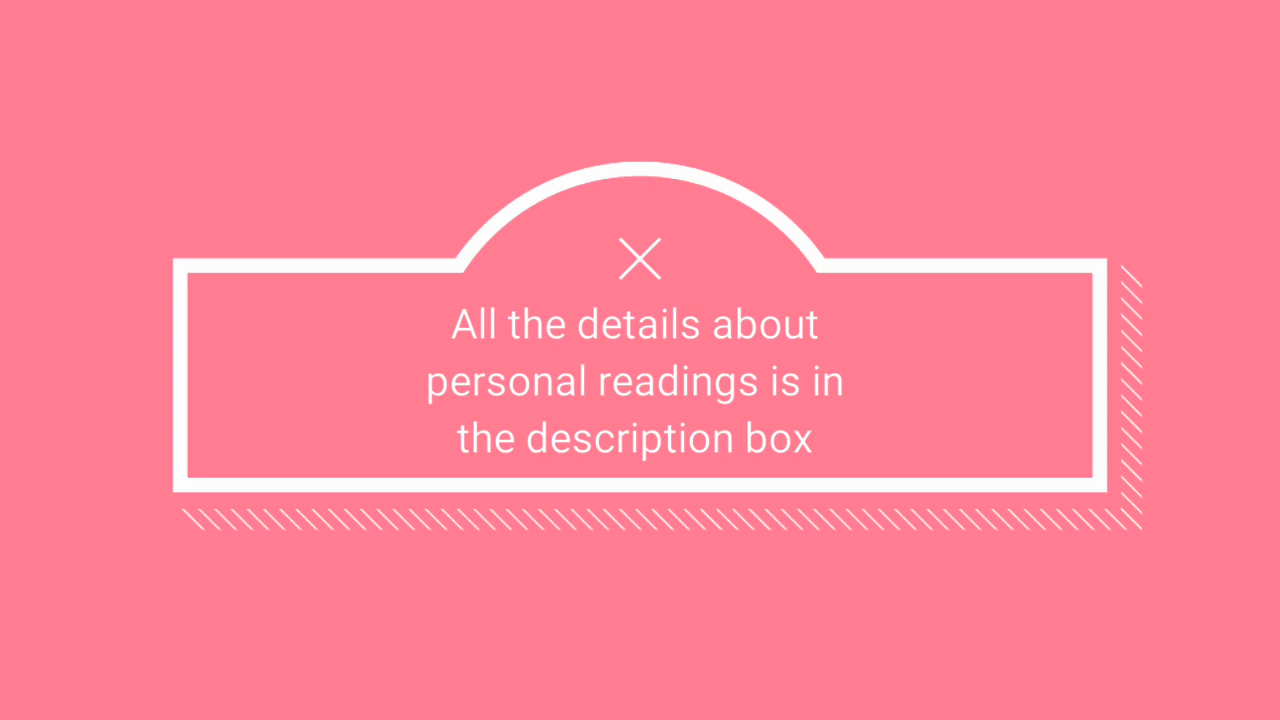 All the details about
personal readings is in
the description box